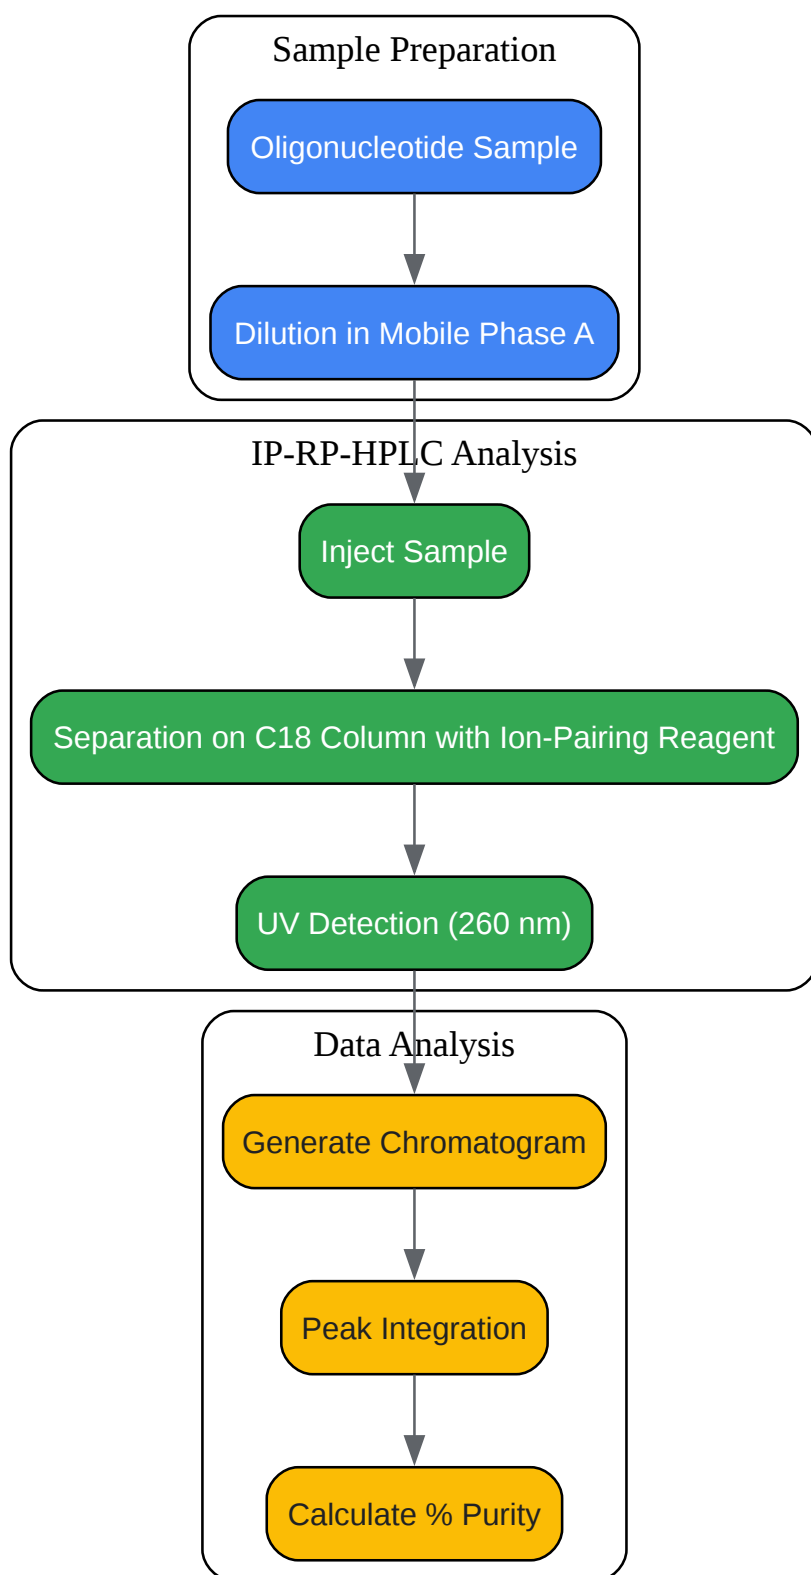 Sample Preparation
Oligonucleotide Sample
Dilution in Mobile Phase A
IP-RP-HPLC Analysis
Inject Sample
Separation on C18 Column with Ion-Pairing Reagent
UV Detection (260 nm)
Data Analysis
Generate Chromatogram
Peak Integration
Calculate % Purity